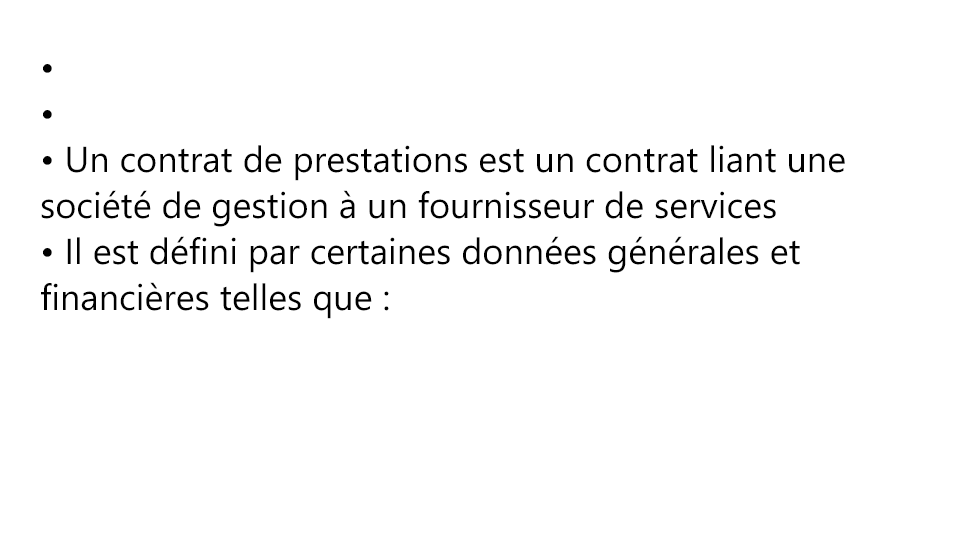 •
•
• Un contrat de prestations est un contrat liant une
société de gestion à un fournisseur de services
• Il est défini par certaines données générales et
financières telles que :